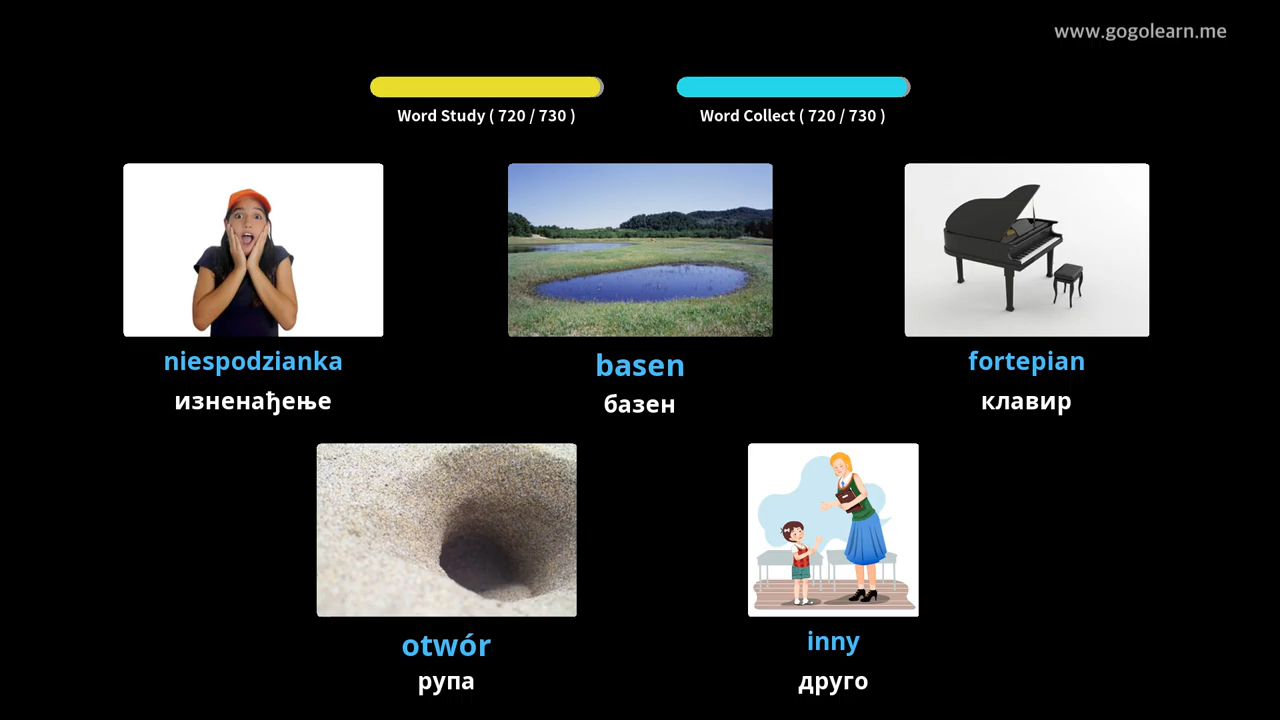 www.gogolearn.me
Word Study ( 720 / 730 )
Word Collect ( 720 / 730 )
niespodzianka
изненађење
basen
базен
fortepian
клавир
otwór
рупа
inny
друго